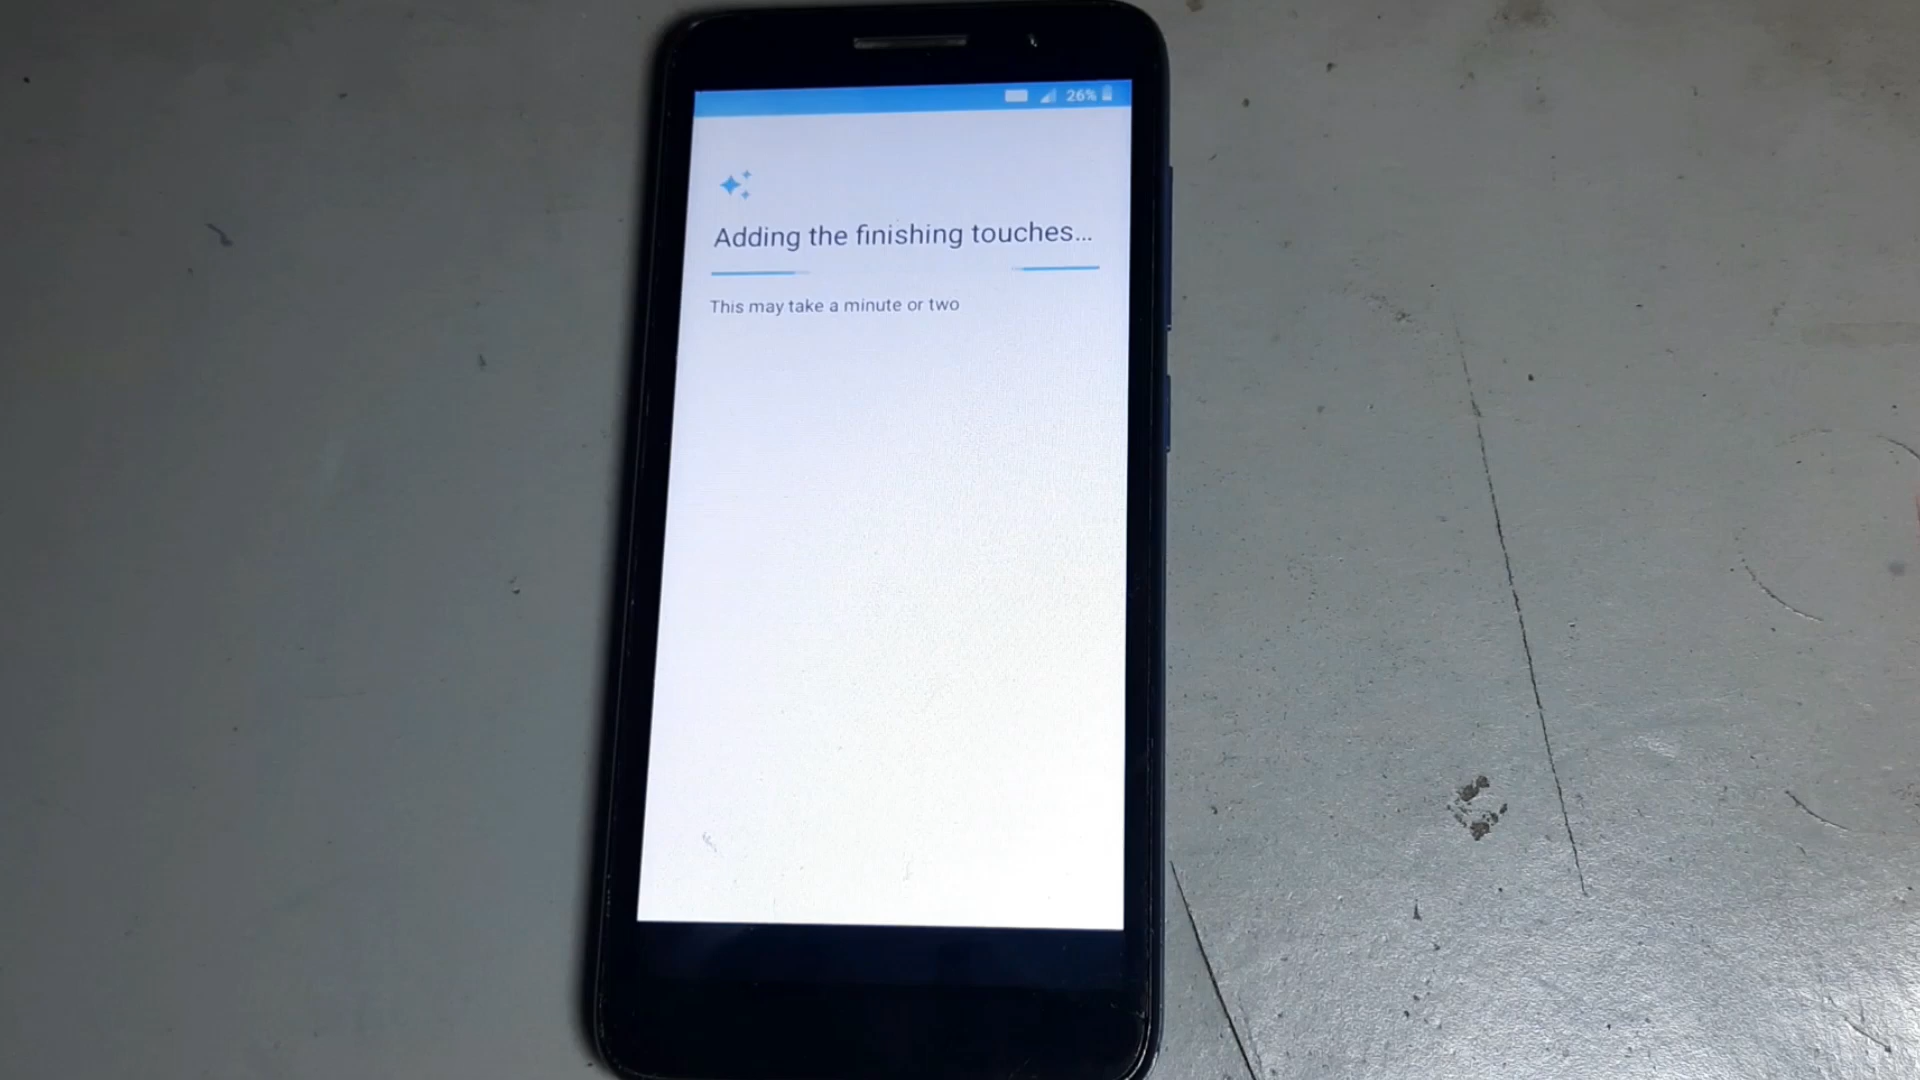 26%
Adding the finishing touches...
This may take a minute or two